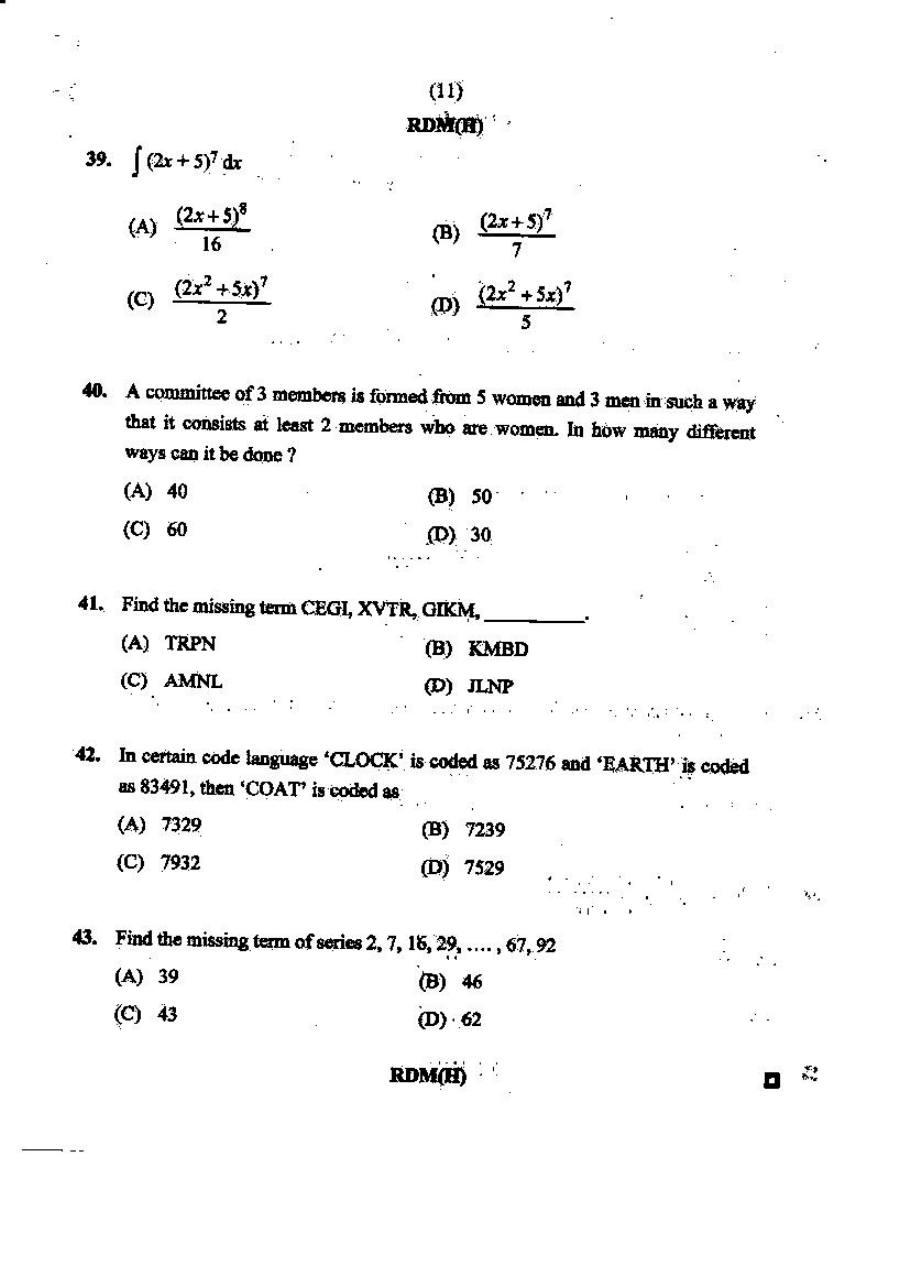 (11)
RDM(H)
39. ∫ (2x + 5)⁷ dx
(A) (2x+5)⁸/16 (B) (2x+5)⁷/7
(C) (2x² + 5x)⁷/2 (D) (2x² + 5x)⁷/5
40. A committee of 3 members is formed from 5 women and 3 men in such a way
that it consists at least 2 members who are women. In how many different
ways can it be done ?
(A) 40 (B) 50
(C) 60 (D) 30
41. Find the missing term CEGI, XVTR, GIKM, __________.
(A) TRPN (B) KMBD
(C) AMNL (D) JLNP
42. In certain code language ‘CLOCK’ is coded as 75276 and ‘EARTH’ is coded
as 83491, then ‘COAT’ is coded as
(A) 7329 (B) 7239
(C) 7932 (D) 7529
43. Find the missing term of series 2, 7, 16, 29, .... , 67, 92
(A) 39 (B) 46
(C) 43 (D) 62
RDM(H)